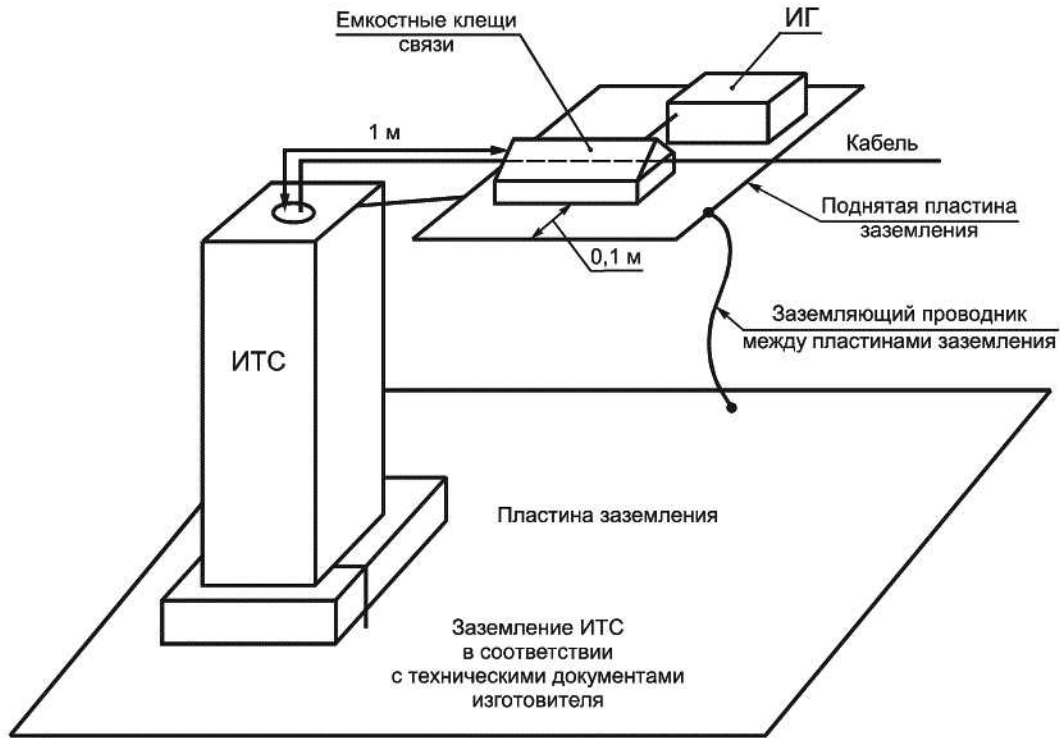 Емкостные клещи
связи
ИГ
1 м
Кабель
Поднятая пластина
заземления
0,1 м
Заземляющий проводник
между пластинами заземления
ИТС
Пластина заземления
Заземление ИТС
в соответствии
с техническими документами
изготовителя